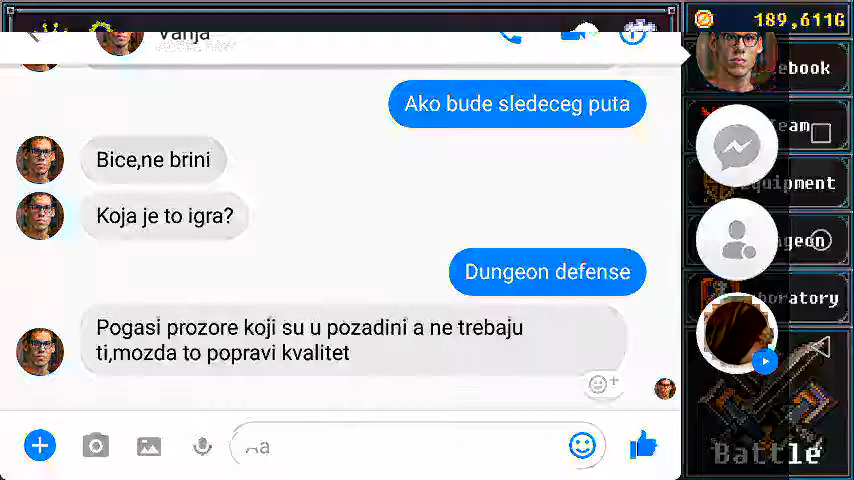 189,611G
Vanja
ebook
Ako bude sledeceg puta
eam
Bice,ne brini
quipment
Koja je to igra?
geon
Dungeon defense
boratory
Pogasi prozore koji su u pozadini a ne trebaju
ti,mozda to popravi kvalitet
Aa
Battle